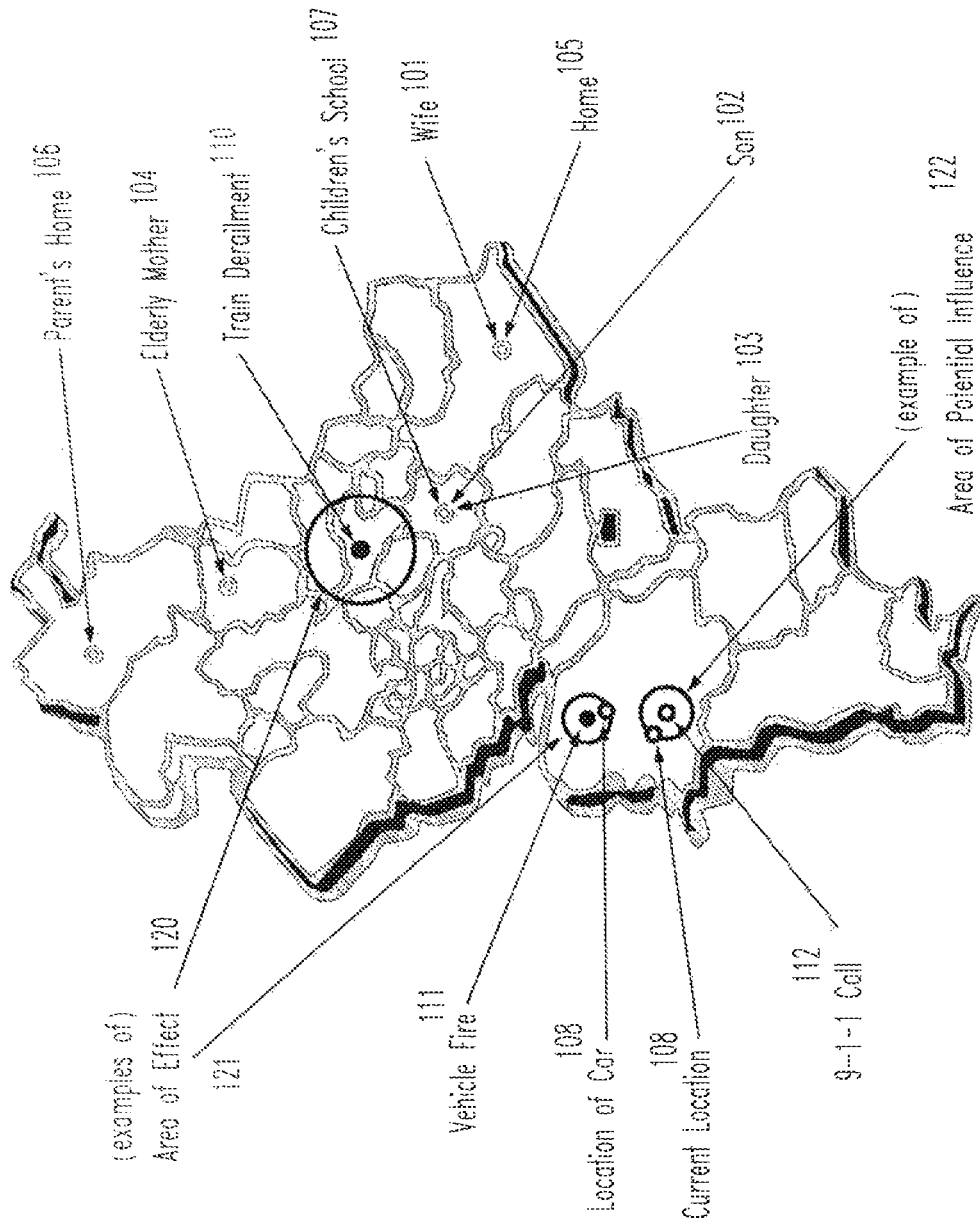 Parent's Home 106
Elderly Mother 104
Train Derailment 110
Children's School 107
Wife 101
Home 105
Son 102
Daughter 103
(example of)
Area of Potential Influence 122
(examples of)
Area of Effect 120
121
111
Vehicle Fire
108
Location of Car
108
Current Location
112
9-1-1 Call